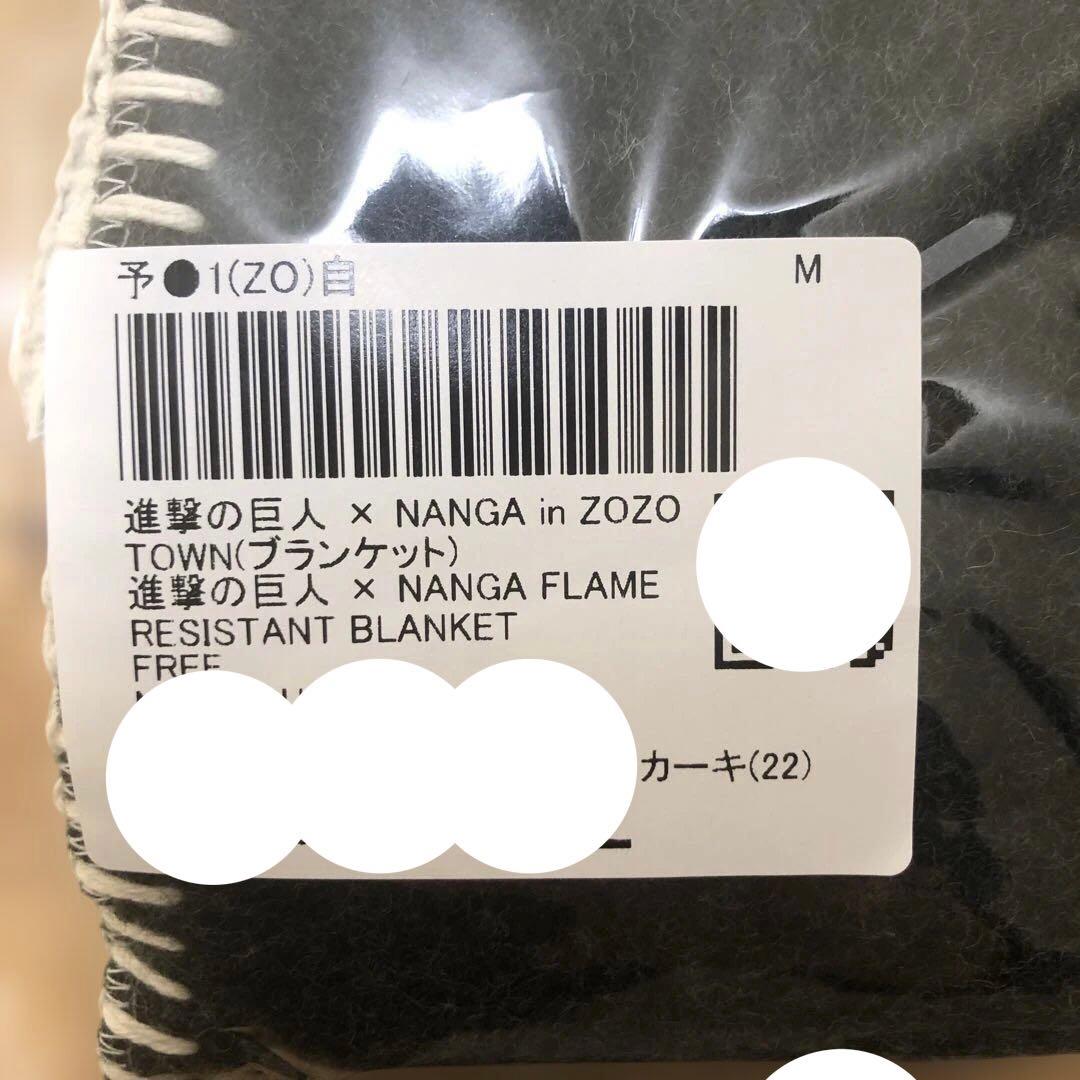 予●1(ZO)自
M
進撃の巨人 × NANGA in ZOZO
TOWN(ブランケット)
進撃の巨人 × NANGA FLAME
RESISTANT BLANKET
FREE
カーキ(22)